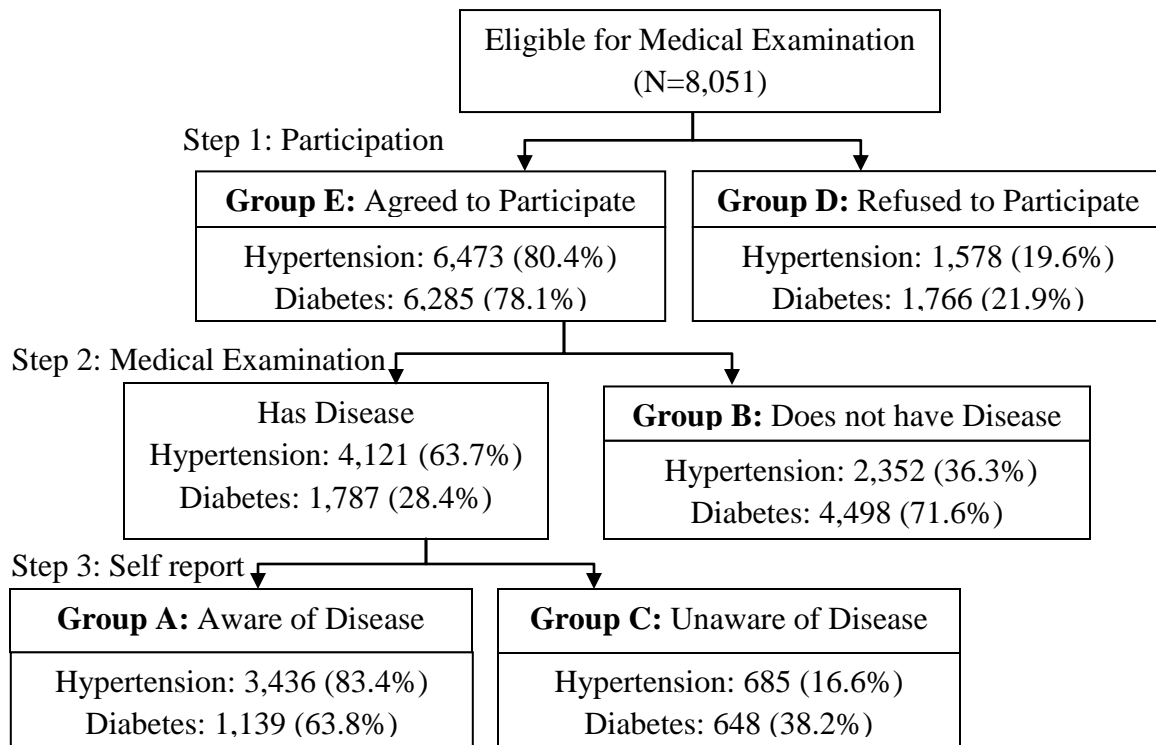 Eligible for Medical Examination
(N=8,051)
Step 1: Participation
Group E: Agreed to Participate
Hypertension: 6,473 (80.4%)
Diabetes: 6,285 (78.1%)
Group D: Refused to Participate
Hypertension: 1,578 (19.6%)
Diabetes: 1,766 (21.9%)
Step 2: Medical Examination
Has Disease
Hypertension: 4,121 (63.7%)
Diabetes: 1,787 (28.4%)
Group B: Does not have Disease
Hypertension: 2,352 (36.3%)
Diabetes: 4,498 (71.6%)
Step 3: Self report
Group A: Aware of Disease
Hypertension: 3,436 (83.4%)
Diabetes: 1,139 (63.8%)
Group C: Unaware of Disease
Hypertension: 685 (16.6%)
Diabetes: 648 (38.2%)